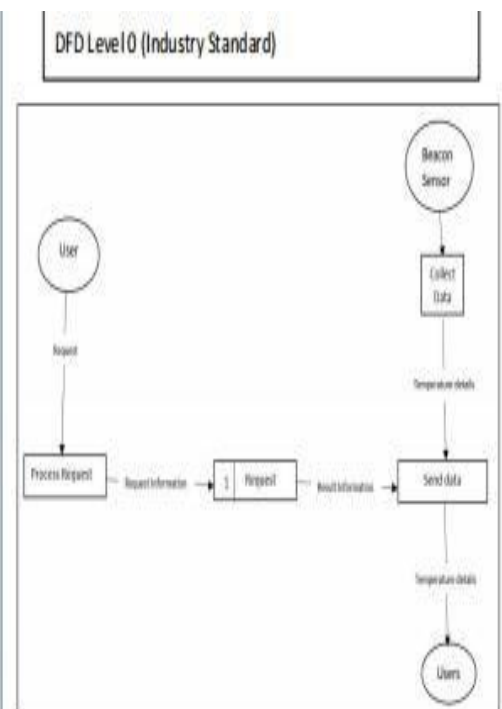 DFD Level 0 (Industry Standard)
Beacon
Sensor
User
Collect
Data
Request
Temperature details
Process Request
Request Information
1
Request
Result Information
Send data
Temperature details
Users